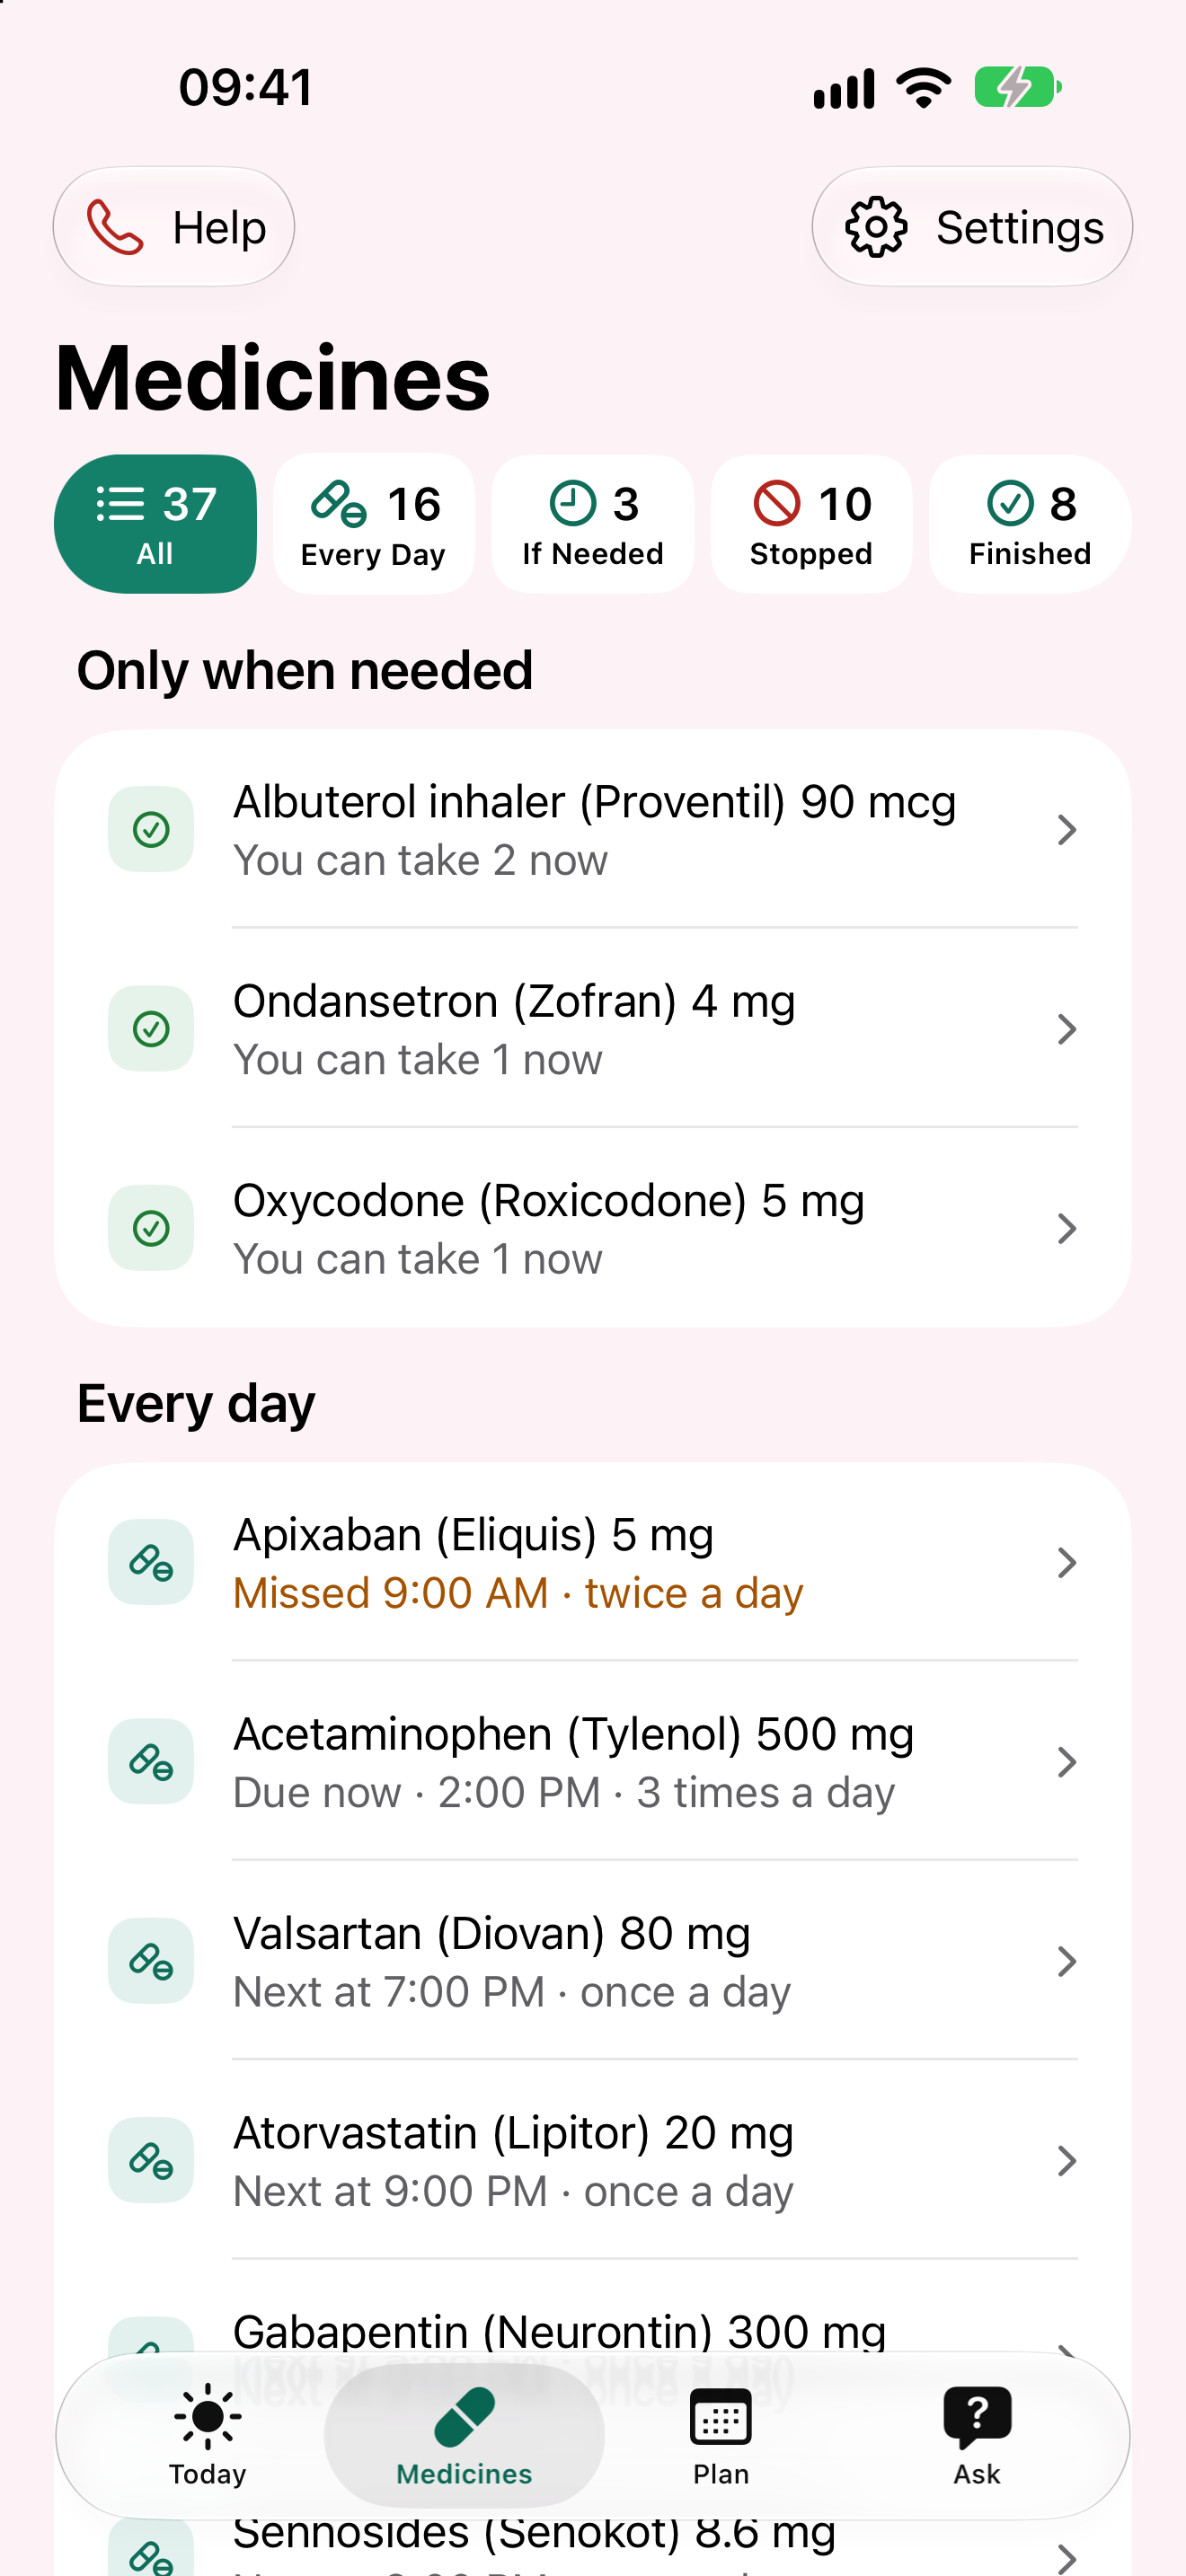 09:41
Help
Settings
Medicines
37
All
16
Every Day
3
If Needed
10
Stopped
8
Finished
Only when needed
Albuterol inhaler (Proventil) 90 mcg
You can take 2 now
Ondansetron (Zofran) 4 mg
You can take 1 now
Oxycodone (Roxicodone) 5 mg
You can take 1 now
Every day
Apixaban (Eliquis) 5 mg
Missed 9:00 AM · twice a day
Acetaminophen (Tylenol) 500 mg
Due now · 2:00 PM · 3 times a day
Valsartan (Diovan) 80 mg
Next at 7:00 PM · once a day
Atorvastatin (Lipitor) 20 mg
Next at 9:00 PM · once a day
Gabapentin (Neurontin) 300 mg
Today
Medicines
Plan
Ask
Sennosides (Senokot) 8.6 mg